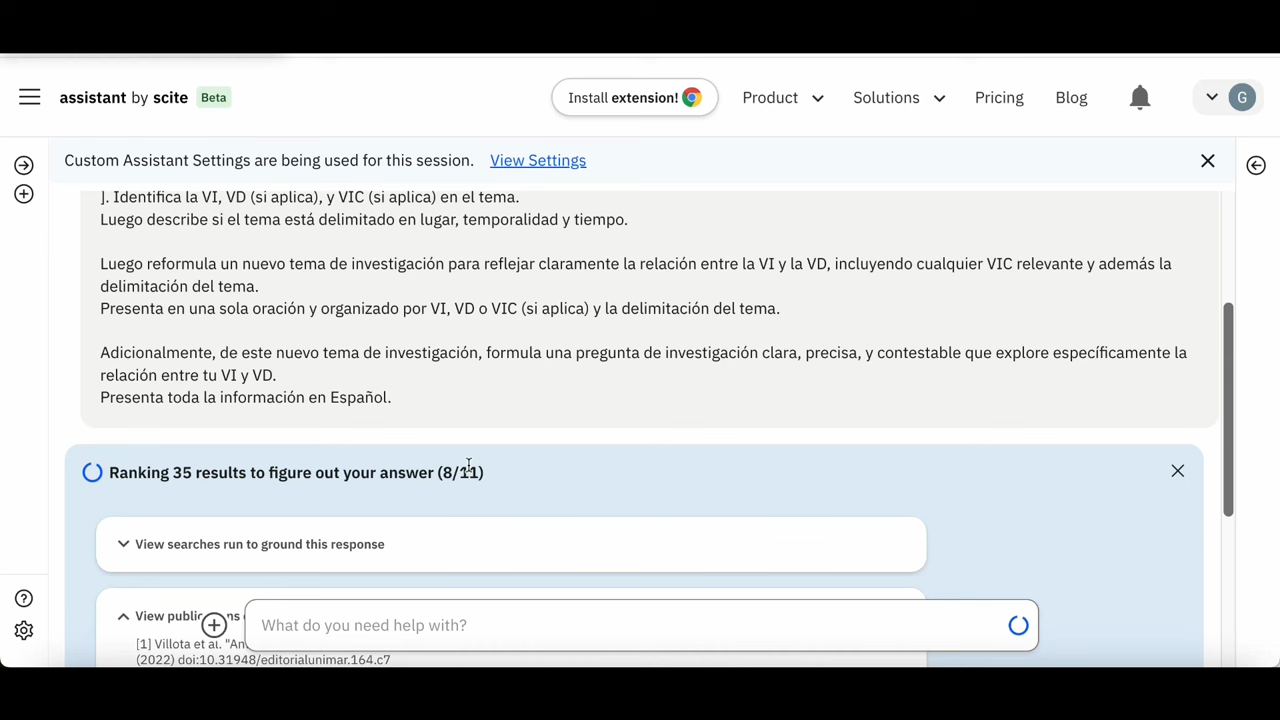 assistant by scite Beta
Install extension!
Product
Solutions
Pricing
Blog
G
Custom Assistant Settings are being used for this session. View Settings
]. Identifica la VI, VD (si aplica), y VIC (si aplica) en el tema.
Luego describe si el tema está delimitado en lugar, temporalidad y tiempo.
Luego reformula un nuevo tema de investigación para reflejar claramente la relación entre la VI y la VD, incluyendo cualquier VIC relevante y además la
delimitación del tema.
Presenta en una sola oración y organizado por VI, VD o VIC (si aplica) y la delimitación del tema.
Adicionalmente, de este nuevo tema de investigación, formula una pregunta de investigación clara, precisa, y contestable que explore específicamente la
relación entre tu VI y VD.
Presenta toda la información en Español.
Ranking 35 results to figure out your answer (8/11)
View searches run to ground this response
View
What do you need help with?
[1] Villota et al.
(2022) doi:10.31948/editorialunimar.164.c7